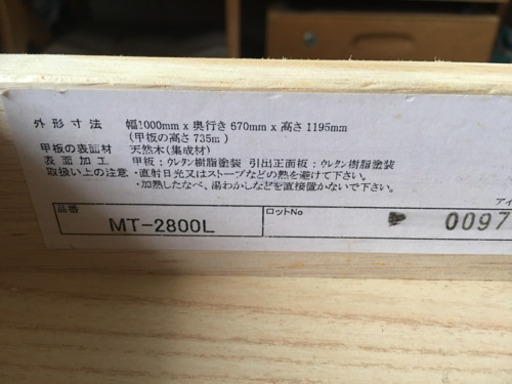 外形寸法 幅1000mm x 奥行き670mm x 高さ1195mm
(甲板の高さ735m)
甲板の表面材 天然木(集成材)
表面加工 甲板：ウレタン樹脂塗装 引出正面板：ウレタン樹脂塗装
取扱い上の注意・直射日光又はストーブなどの熱を避けて下さい。
・加熱したなべ、湯わかしなどを直接置かないで下さい。
アイ
品番 MT-2800L ロットNo 0097